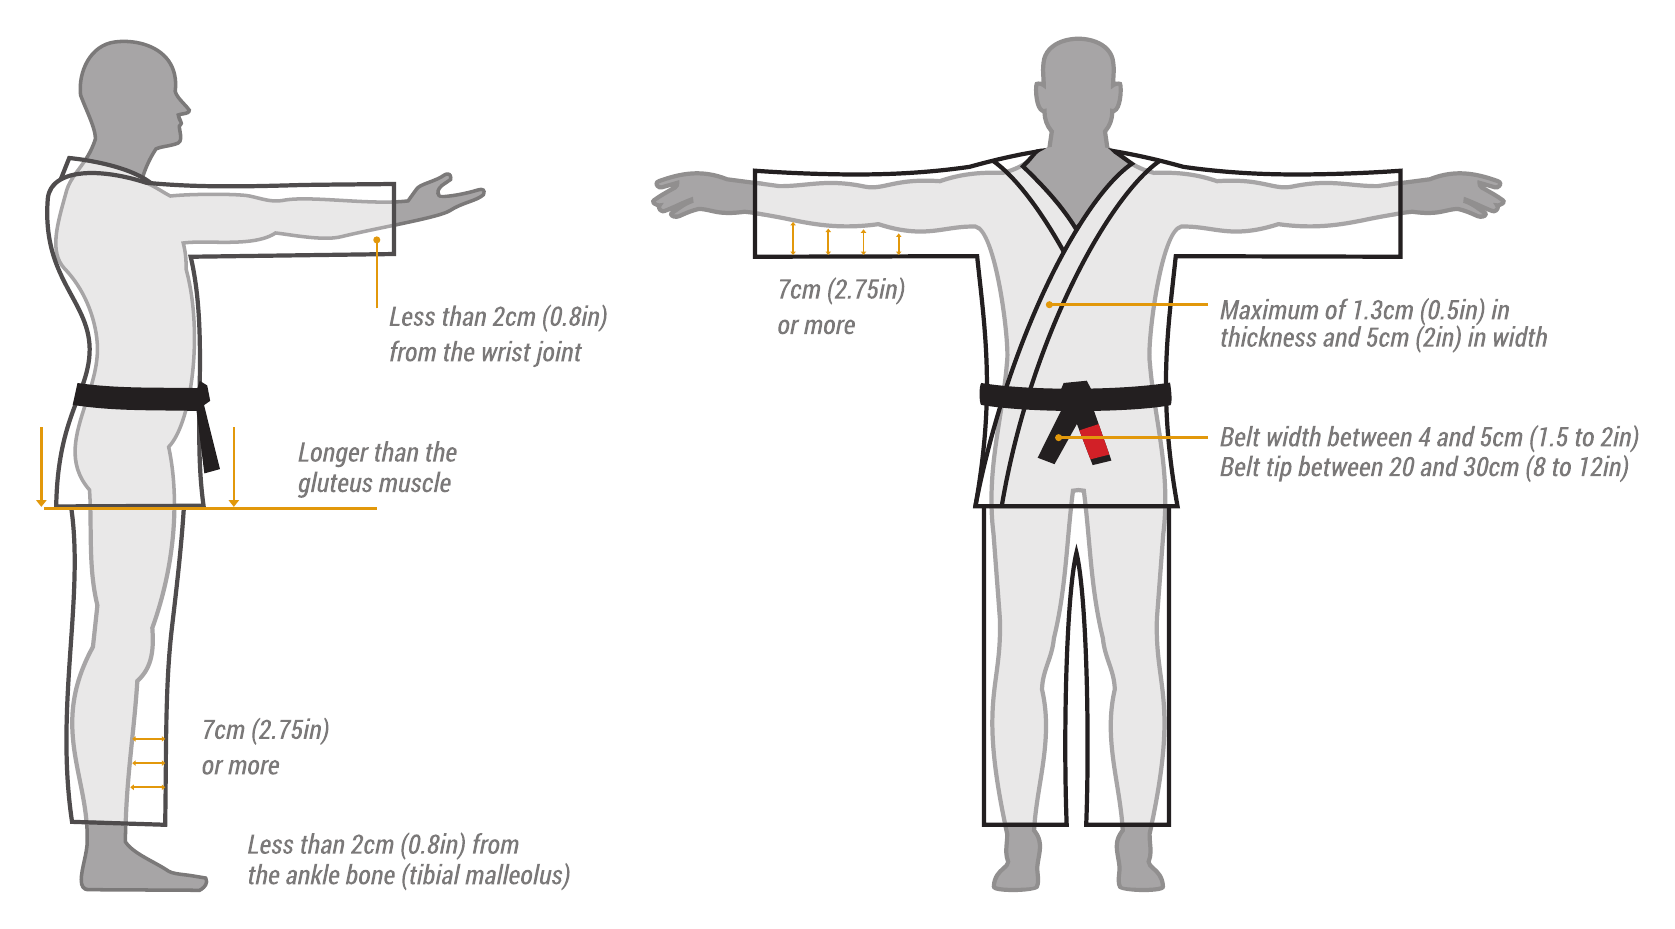 Less than 2cm (0.8in)
from the wrist joint
Longer than the
gluteus muscle
7cm (2.75in)
or more
Less than 2cm (0.8in) from
the ankle bone (tibial malleolus)
7cm (2.75in)
or more
Maximum of 1.3cm (0.5in) in
thickness and 5cm (2in) in width
Belt width between 4 and 5cm (1.5 to 2in)
Belt tip between 20 and 30cm (8 to 12in)